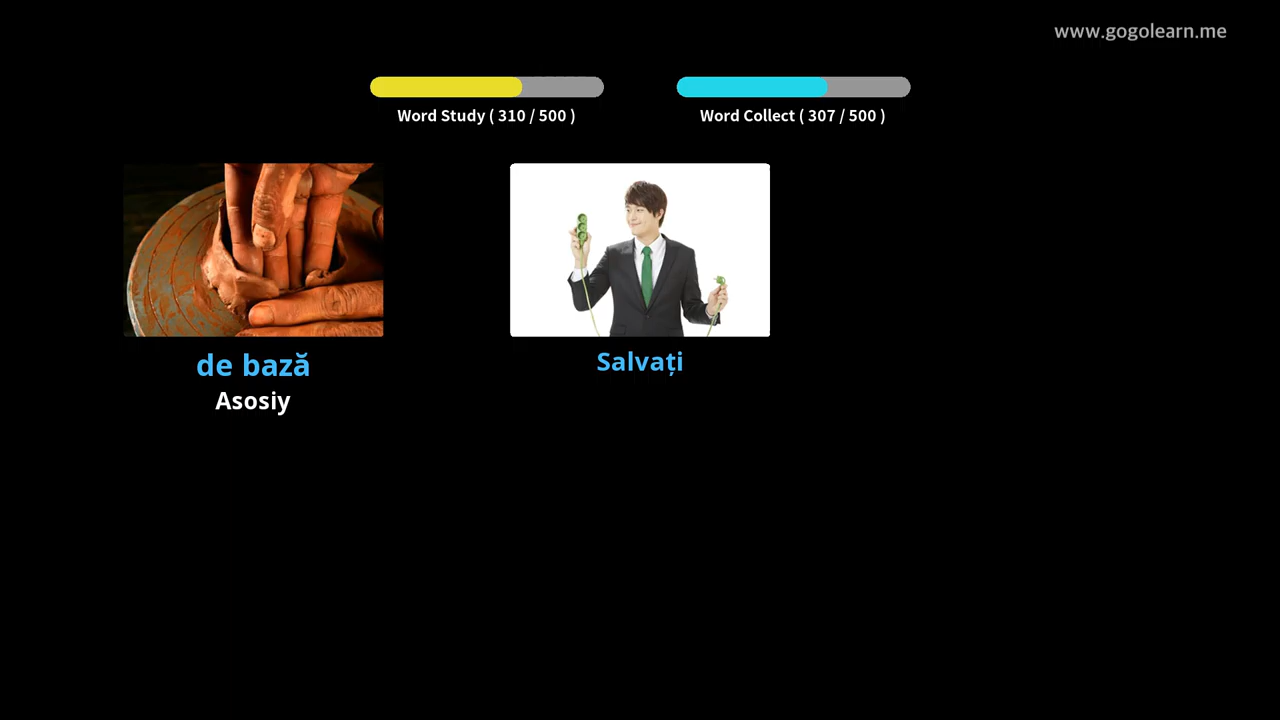 www.gogolearn.me
Word Study ( 310 / 500 )
Word Collect ( 307 / 500 )
de bază
Asosiy
Salvați